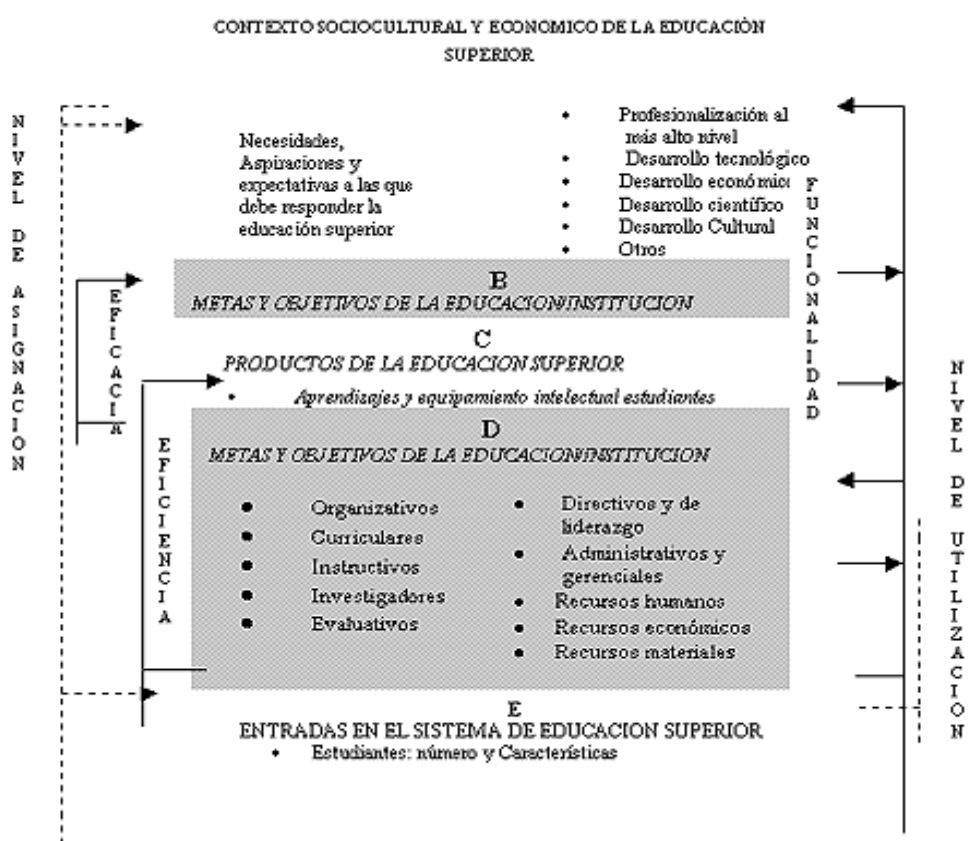 CONTEXTO SOCIOCULTURAL Y ECONOMICO DE LA EDUCACIÓN
SUPERIOR
NIVEL DE ASIGNACION
Necesidades,
Aspiraciones y
expectativas a las que
debe responder la
educación superior
• Profesionalización al
más alto nivel
• Desarrollo tecnológico
• Desarrollo económico
• Desarrollo científico
• Desarrollo Cultural
• Otros
FUNCIONALIDAD
EFICACIA
B
METAS Y OBJETIVOS DE LA EDUCACION/INSTITUCION
C
PRODUCTOS DE LA EDUCACION SUPERIOR
• Aprendizajes y equipamiento intelectual estudiantes
NIVEL DE UTILIZACION
EFICIENCIA
D
METAS Y OBJETIVOS DE LA EDUCACION/INSTITUCION
• Organizativos
• Curriculares
• Instructivos
• Investigadores
• Evaluativos
• Directivos y de
liderazgo
• Administrativos y
gerenciales
• Recursos humanos
• Recursos económicos
• Recursos materiales
E
ENTRADAS EN EL SISTEMA DE EDUCACION SUPERIOR
• Estudiantes: número y Características